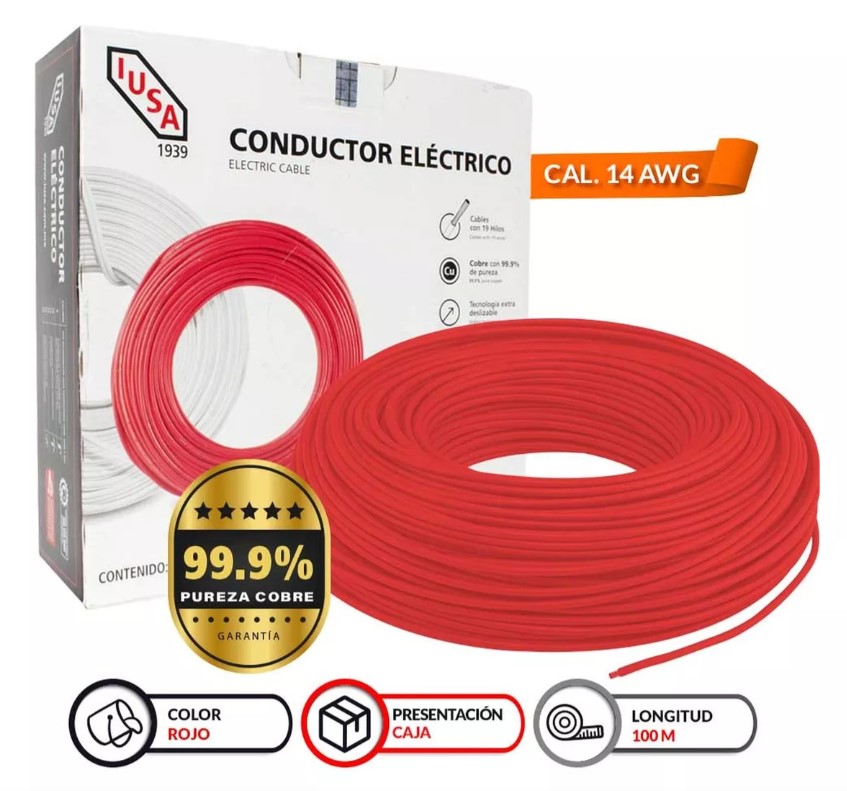 IUSA
1939
CONDUCTOR ELÉCTRICO
ELECTRIC CABLE
CAL. 14 AWG
Cables
con 19 Hilos
Cobre con 99.9%
de pureza.
Tecnología extra
deslizable
IUSA
CONDUCTOR
ELÉCTRICO
Cu
CONTENIDO:
99.9%
PUREZA COBRE
GARANTÍA
COLOR
ROJO
PRESENTACIÓN
CAJA
LONGITUD
100 M